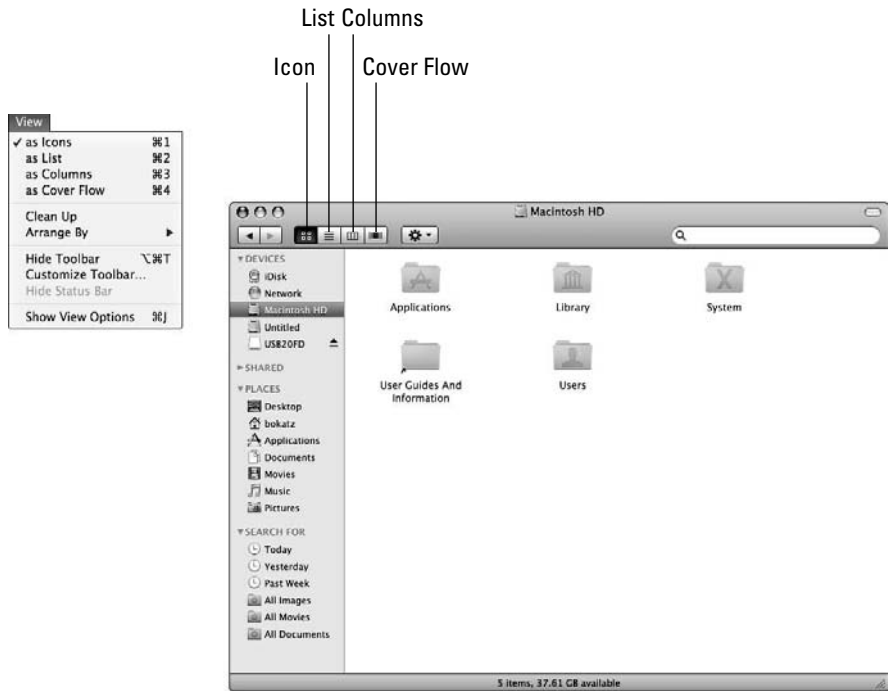 List Columns
Icon Cover Flow
View
✓ as Icons ⌘1
as List ⌘2
as Columns ⌘3
as Cover Flow ⌘4
Clean Up
Arrange By ▶
Hide Toolbar ⌥⌘T
Customize Toolbar...
Hide Status Bar
Show View Options ⌘J
Macintosh HD
DEVICES
iDisk
Network
Macintosh HD
Untitled
USB20FD
SHARED
PLACES
Desktop
bokatz
Applications
Documents
Movies
Music
Pictures
SEARCH FOR
Today
Yesterday
Past Week
All Images
All Movies
All Documents
Applications
Library
System
User Guides And
Information
Users
5 items, 37.61 GB available